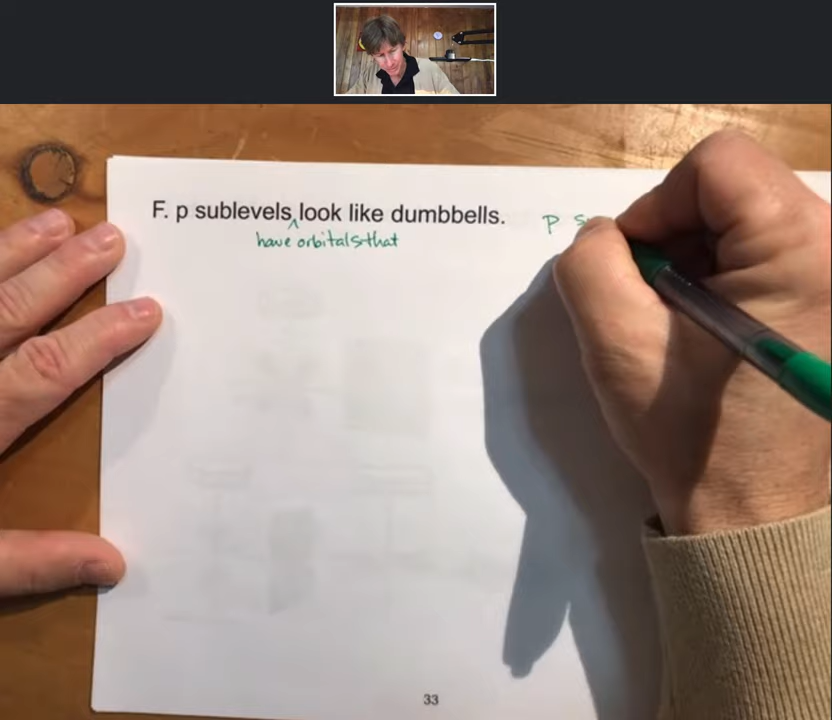 F. p sublevels look like dumbbells. P s
^
have orbitals that
33